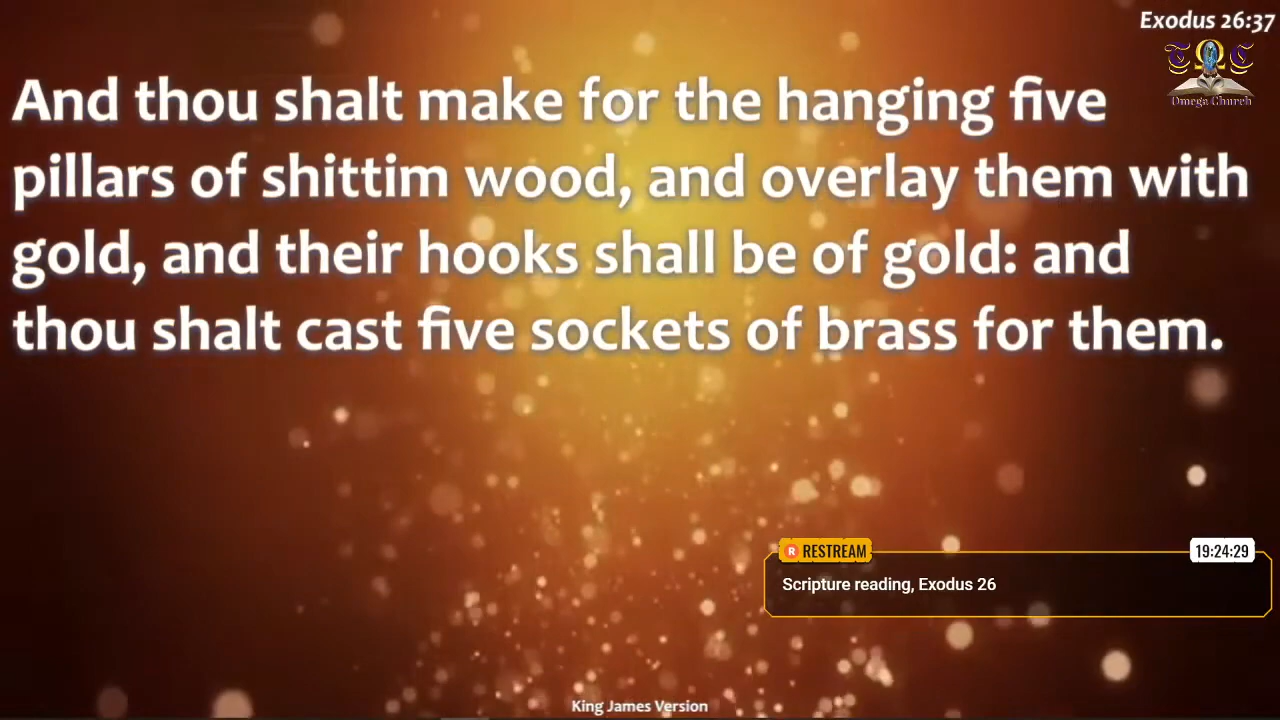 Exodus 26:37
TΩC
Omega Church
And thou shalt make for the hanging five
pillars of shittim wood, and overlay them with
gold, and their hooks shall be of gold: and
thou shalt cast five sockets of brass for them.
R RESTREAM
19:24:29
Scripture reading, Exodus 26
King James Version